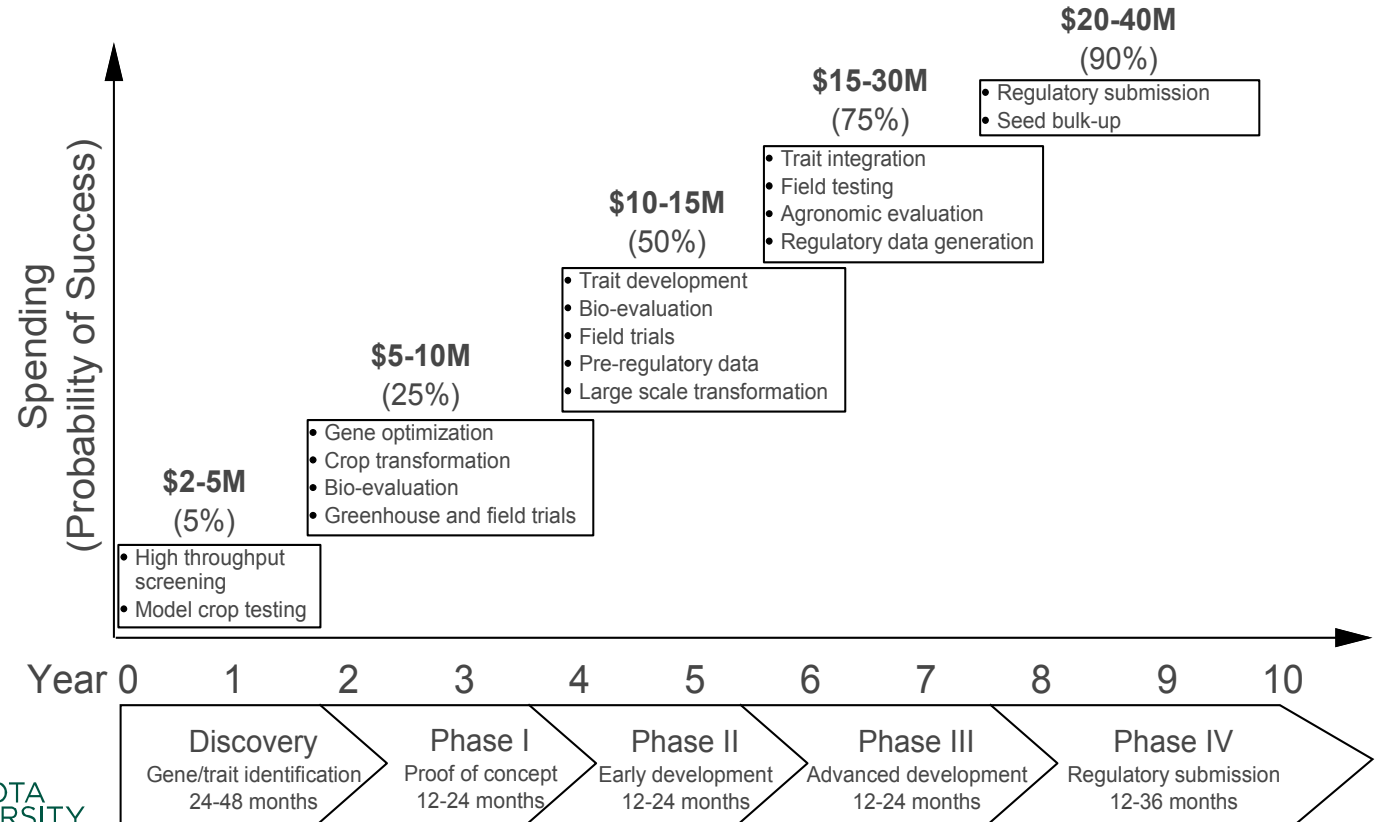 $20-40M
(90%)
• Regulatory submission
• Seed bulk-up
$15-30M
(75%)
• Trait integration
• Field testing
• Agronomic evaluation
• Regulatory data generation
$10-15M
(50%)
• Trait development
• Bio-evaluation
• Field trials
• Pre-regulatory data
• Large scale transformation
$5-10M
(25%)
• Gene optimization
• Crop transformation
• Bio-evaluation
• Greenhouse and field trials
$2-5M
(5%)
• High throughput
screening
• Model crop testing
Spending
(Probability of Success)
Year 0 1 2 3 4 5 6 7 8 9 10
Discovery
Gene/trait identification
24-48 months
Phase I
Proof of concept
12-24 months
Phase II
Early development
12-24 months
Phase III
Advanced development
12-24 months
Phase IV
Regulatory submission
12-36 months